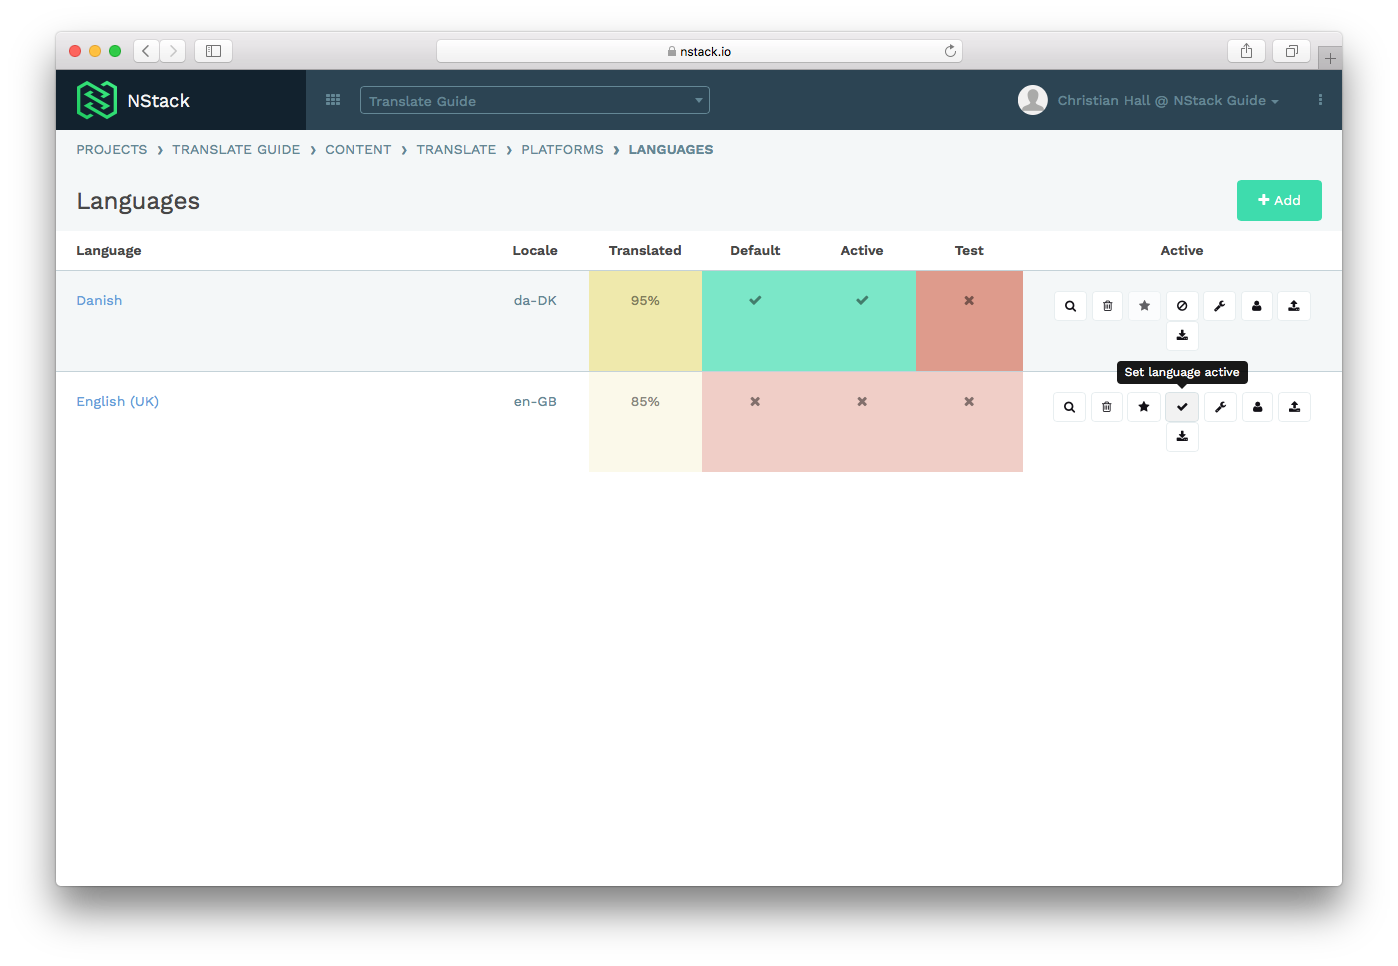 nstack.io
NStack
Translate Guide
Christian Hall @ NStack Guide
PROJECTS › TRANSLATE GUIDE › CONTENT › TRANSLATE › PLATFORMS › LANGUAGES
Languages
+ Add
Language Locale Translated Default Active Test Active
Danish da-DK 95%
Set language active
English (UK) en-GB 85%